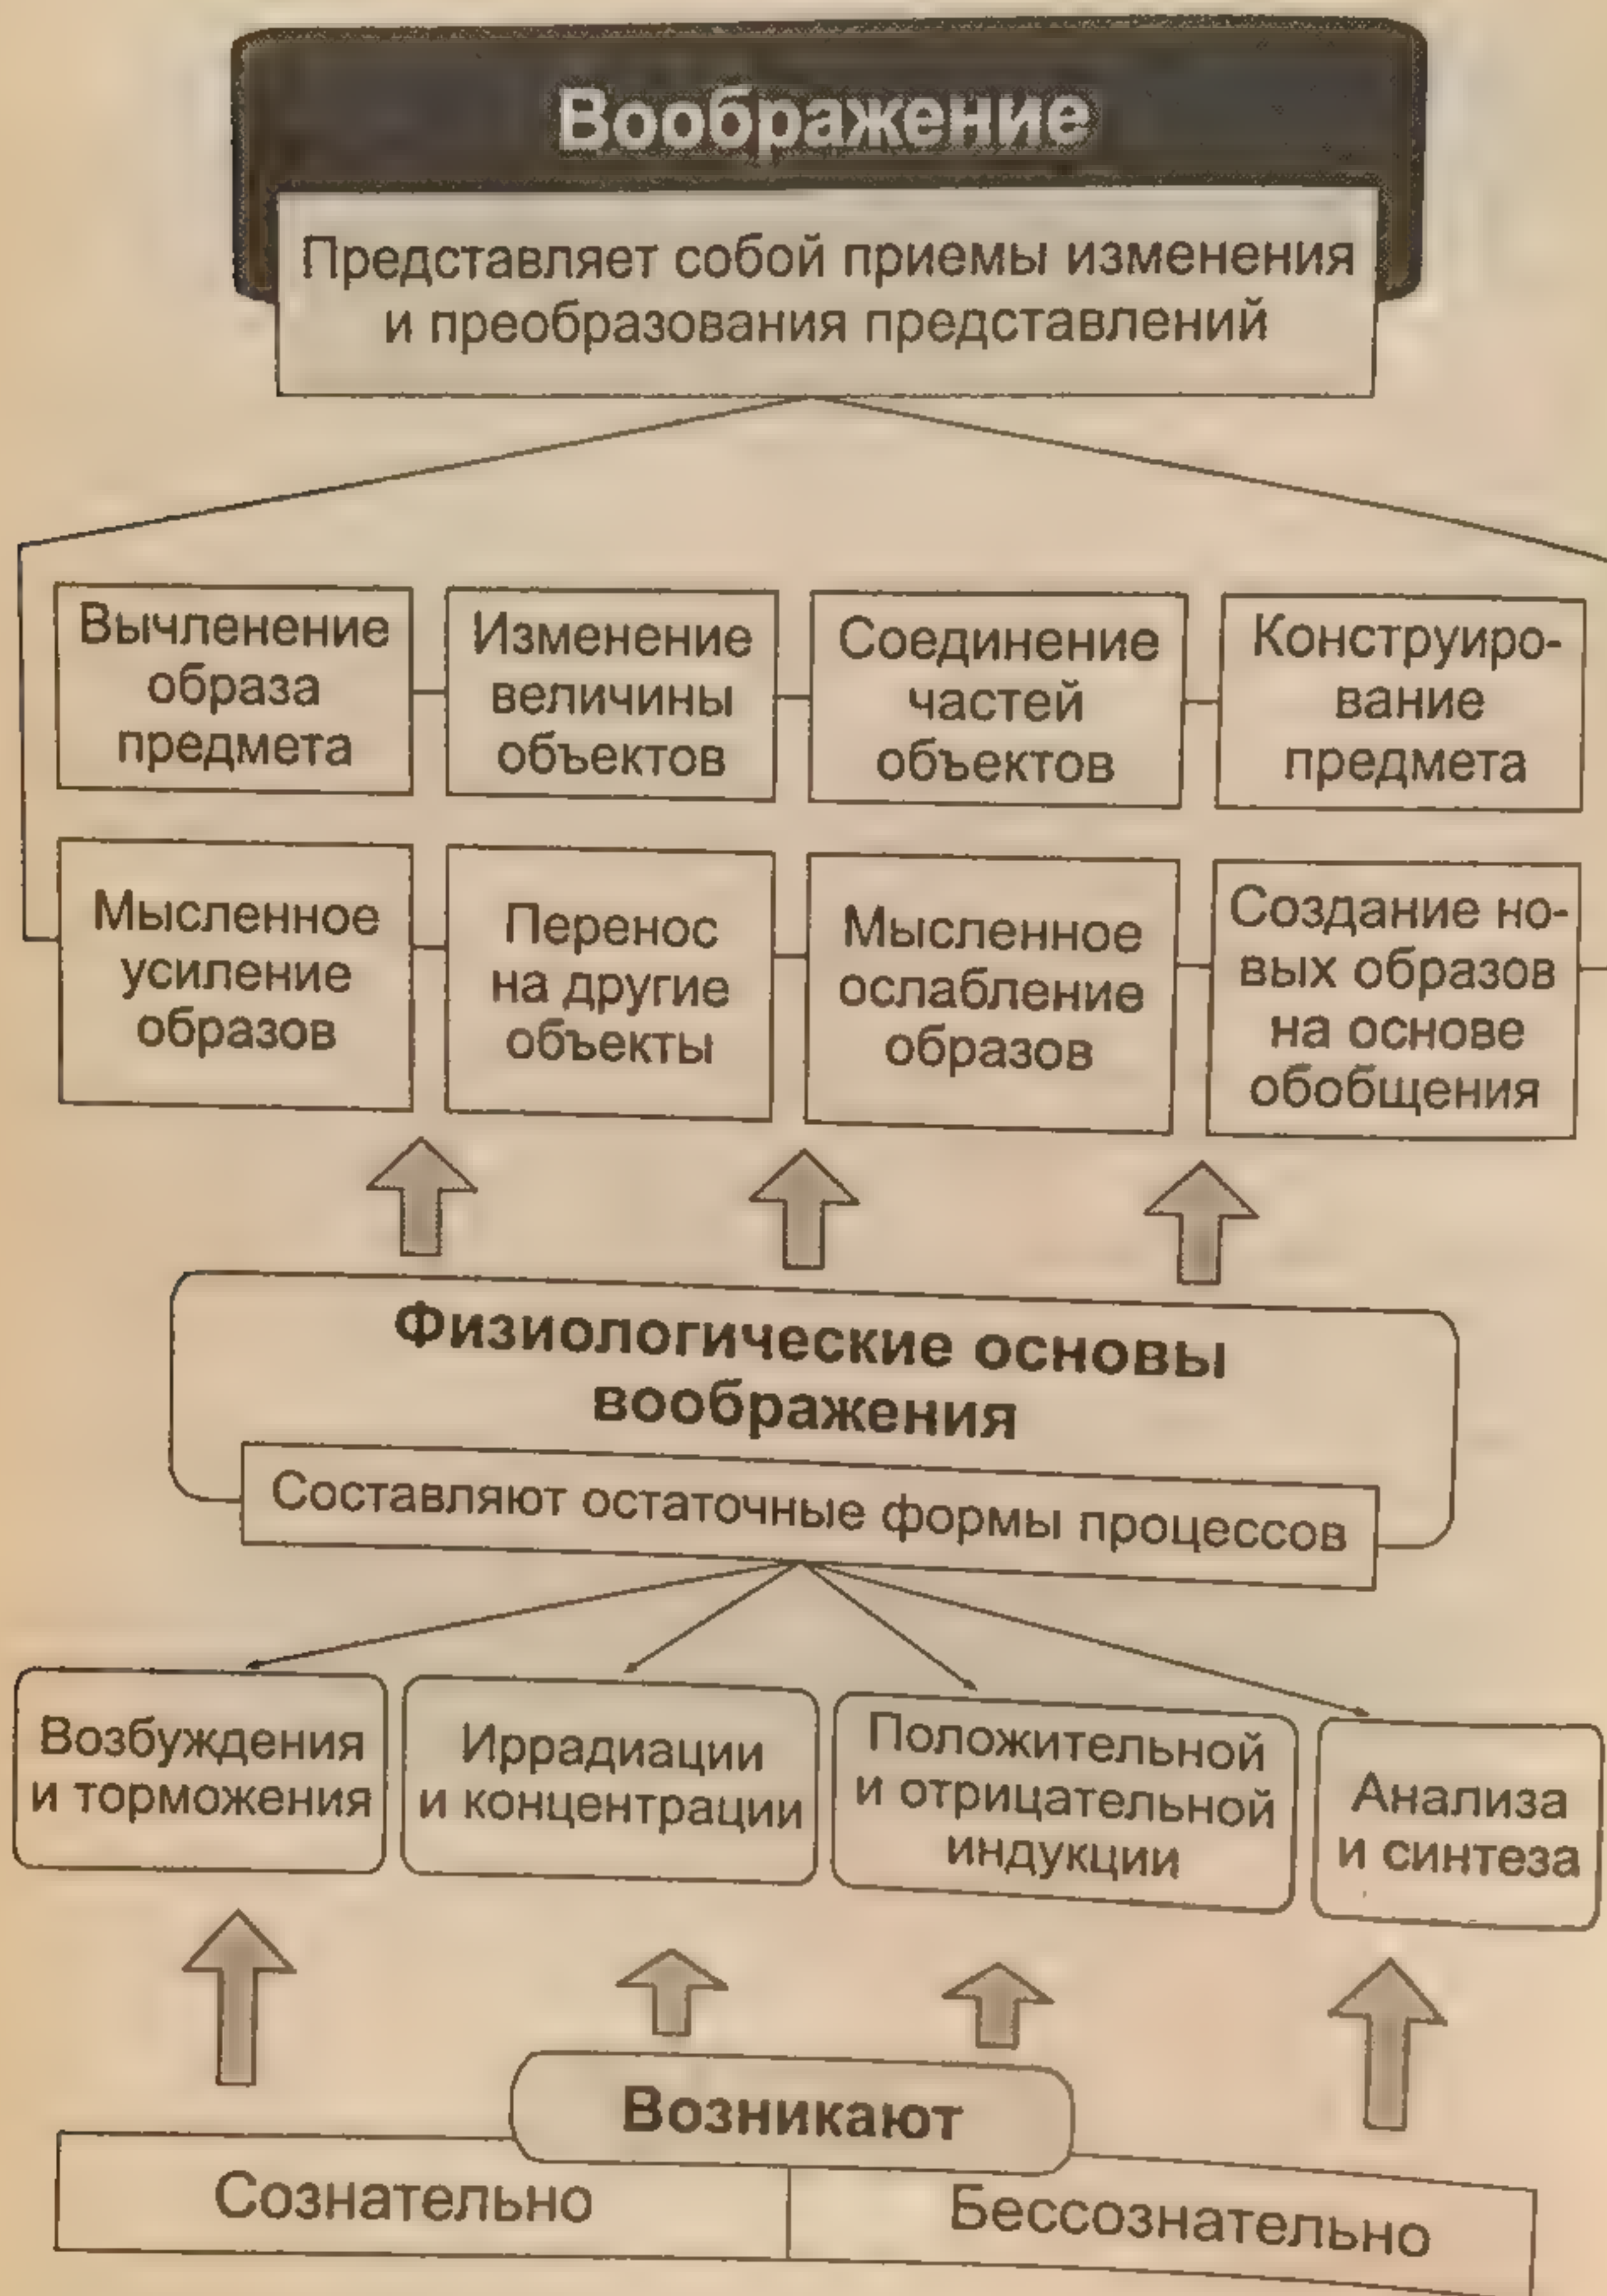 Воображение
Представляет собой приемы изменения
и преобразования представлений
Вычленение
образа
предмета
Изменение
величины
объектов
Соединение
частей
объектов
Конструиро-
вание
предмета
Мысленное
усиление
образов
Перенос
на другие
объекты
Мысленное
ослабление
образов
Создание но-
вых образов
на основе
обобщения
Физиологические основы
воображения
Составляют остаточные формы процессов
Возбуждения
и торможения
Иррадиации
и концентрации
Положительной
и отрицательной
индукции
Анализа
и синтеза
Возникают
Сознательно
Бессознательно